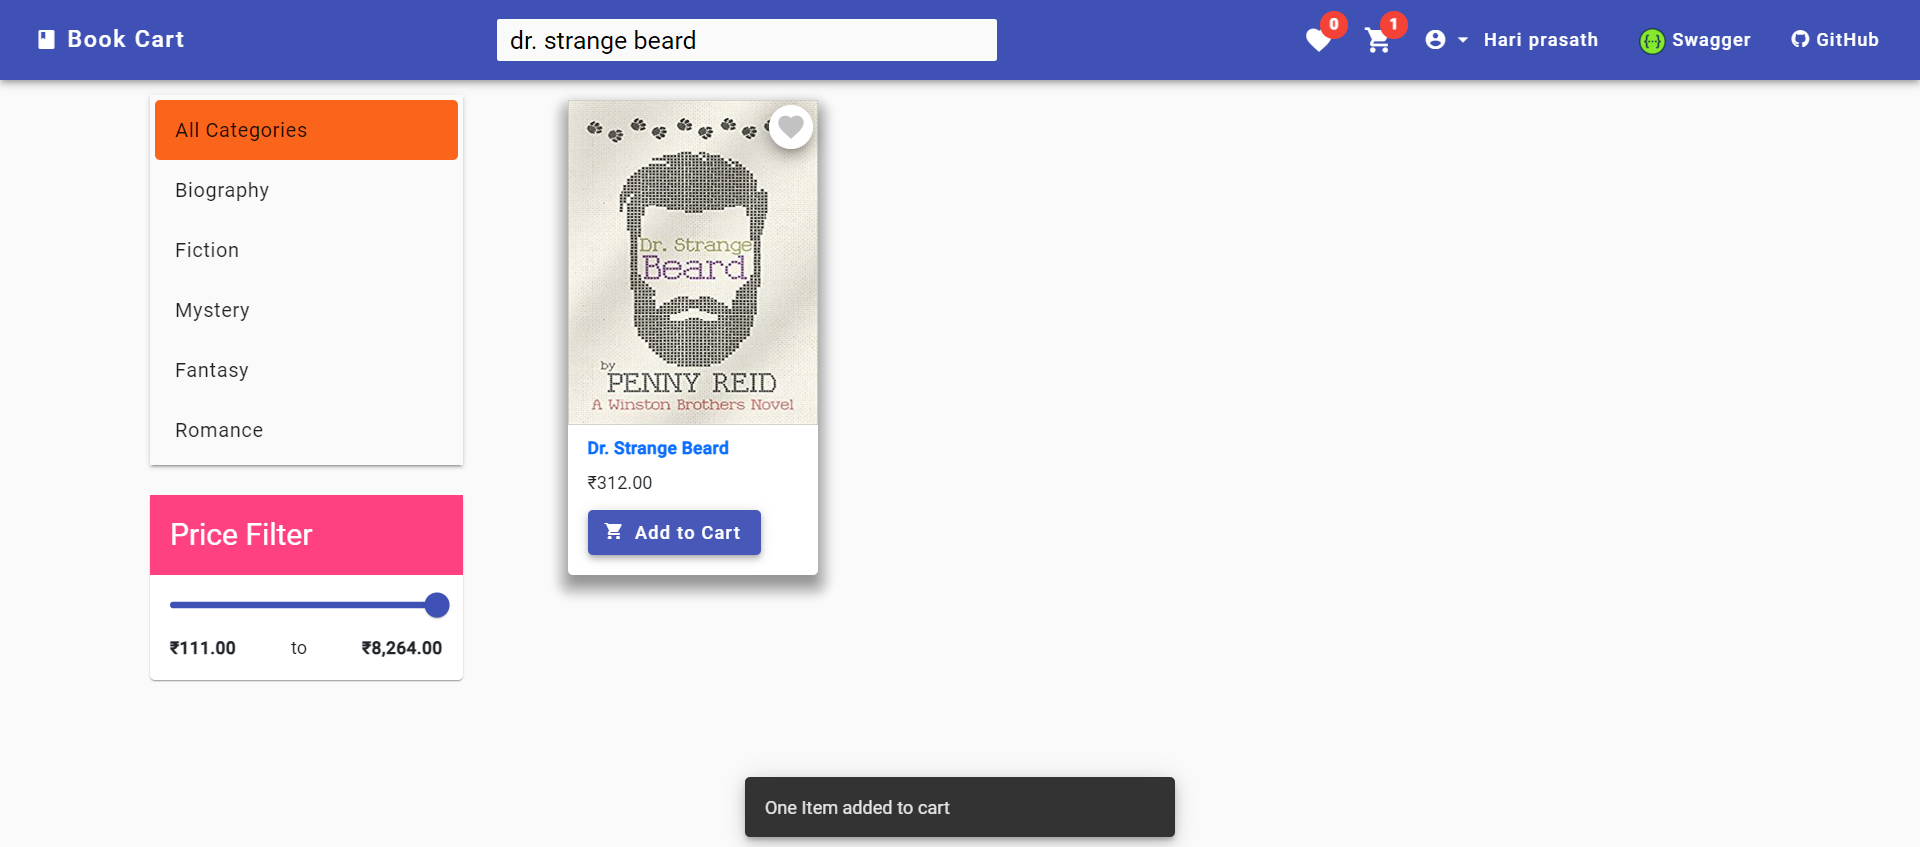 Book Cart
dr. strange beard
0
1
Hari prasath
Swagger
GitHub
All Categories
Biography
Fiction
Mystery
Fantasy
Romance
Price Filter
₹111.00 to ₹8,264.00
Dr. Strange
Beard
by
PENNY REID
A Winston Brothers Novel
Dr. Strange Beard
₹312.00
Add to Cart
One Item added to cart